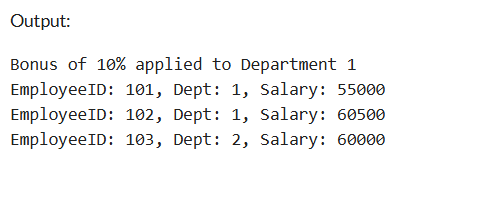 Output:
Bonus of 10% applied to Department 1
EmployeeID: 101, Dept: 1, Salary: 55000
EmployeeID: 102, Dept: 1, Salary: 60500
EmployeeID: 103, Dept: 2, Salary: 60000